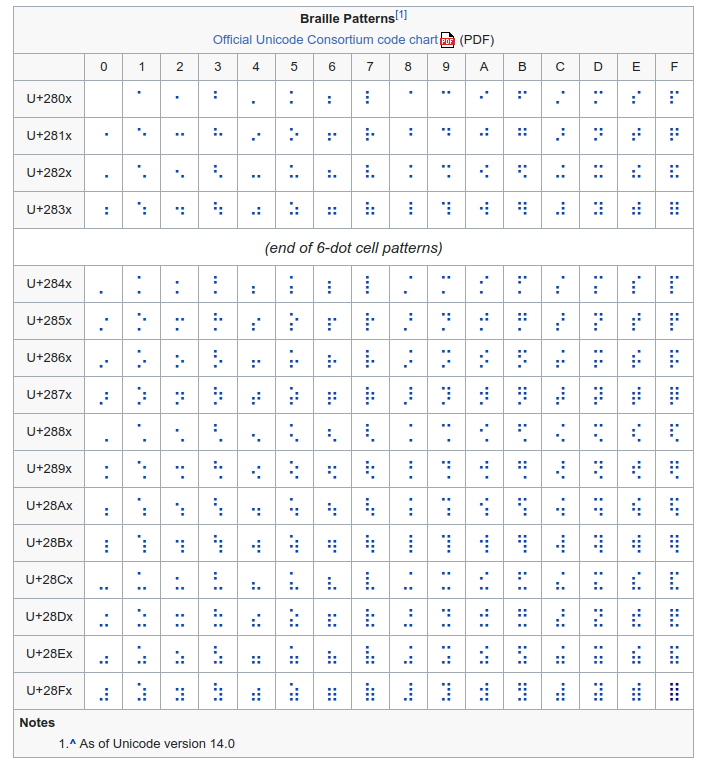 Braille Patterns[1]
Official Unicode Consortium code chart (PDF)
0 1 2 3 4 5 6 7 8 9 A B C D E F
U+280x ⠀ ⠁ ⠂ ⠃ ⠄ ⠅ ⠆ ⠇ ⠈ ⠉ ⠊ ⠋ ⠌ ⠍ ⠎ ⠏
U+281x ⠐ ⠑ ⠒ ⠓ ⠔ ⠕ ⠖ ⠗ ⠘ ⠙ ⠚ ⠛ ⠜ ⠝ ⠞ ⠟
U+282x ⠠ ⠡ ⠢ ⠣ ⠤ ⠥ ⠦ ⠧ ⠨ ⠩ ⠪ ⠫ ⠬ ⠭ ⠮ ⠯
U+283x ⠰ ⠱ ⠲ ⠳ ⠴ ⠵ ⠶ ⠷ ⠸ ⠹ ⠺ ⠻ ⠼ ⠽ ⠾ ⠿
(end of 6-dot cell patterns)
U+284x ⡀ ⡁ ⡂ ⡃ ⡄ ⡅ ⡆ ⡇ ⡈ ⡉ ⡊ ⡋ ⡌ ⡍ ⡎ ⡏
U+285x ⡐ ⡑ ⡒ ⡓ ⡔ ⡕ ⡖ ⡗ ⡘ ⡙ ⡚ ⡛ ⡜ ⡝ ⡞ ⡟
U+286x ⡠ ⡡ ⡢ ⡣ ⡤ ⡥ ⡦ ⡧ ⡨ ⡩ ⡪ ⡫ ⡬ ⡭ ⡮ ⡯
U+287x ⡰ ⡱ ⡲ ⡳ ⡴ ⡵ ⡶ ⡷ ⡸ ⡹ ⡺ ⡻ ⡼ ⡽ ⡾ ⡿
U+288x ⢀ ⢁ ⢂ ⢃ ⢄ ⢅ ⢆ ⢇ ⢈ ⢉ ⢊ ⢋ ⢌ ⢍ ⢎ ⢏
U+289x ⢐ ⢑ ⢒ ⢓ ⢔ ⢕ ⢖ ⢗ ⢘ ⢙ ⢚ ⢛ ⢜ ⢝ ⢞ ⢟
U+28Ax ⢠ ⢡ ⢢ ⢣ ⢤ ⢥ ⢦ ⢧ ⢨ ⢩ ⢪ ⢫ ⢬ ⢭ ⢮ ⢯
U+28Bx ⢰ ⢱ ⢲ ⢳ ⢴ ⢵ ⢶ ⢷ ⢸ ⢹ ⢺ ⢻ ⢼ ⢽ ⢾ ⢿
U+28Cx ⣀ ⣁ ⣂ ⣃ ⣄ ⣅ ⣆ ⣇ ⣈ ⣉ ⣊ ⣋ ⣌ ⣍ ⣎ ⣏
U+28Dx ⣐ ⣑ ⣒ ⣓ ⣔ ⣕ ⣖ ⣗ ⣘ ⣙ ⣚ ⣛ ⣜ ⣝ ⣞ ⣟
U+28Ex ⣠ ⣡ ⣢ ⣣ ⣤ ⣥ ⣦ ⣧ ⣨ ⣩ ⣪ ⣫ ⣬ ⣭ ⣮ ⣯
U+28Fx ⣰ ⣱ ⣲ ⣳ ⣴ ⣵ ⣶ ⣷ ⣸ ⣹ ⣺ ⣻ ⣼ ⣽ ⣾ ⣿
Notes
1.^ As of Unicode version 14.0